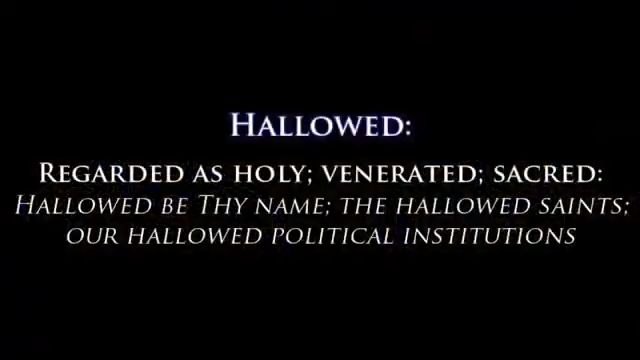 Hallowed:
Regarded as holy; venerated; sacred:
Hallowed be Thy name; the hallowed saints;
our hallowed political institutions